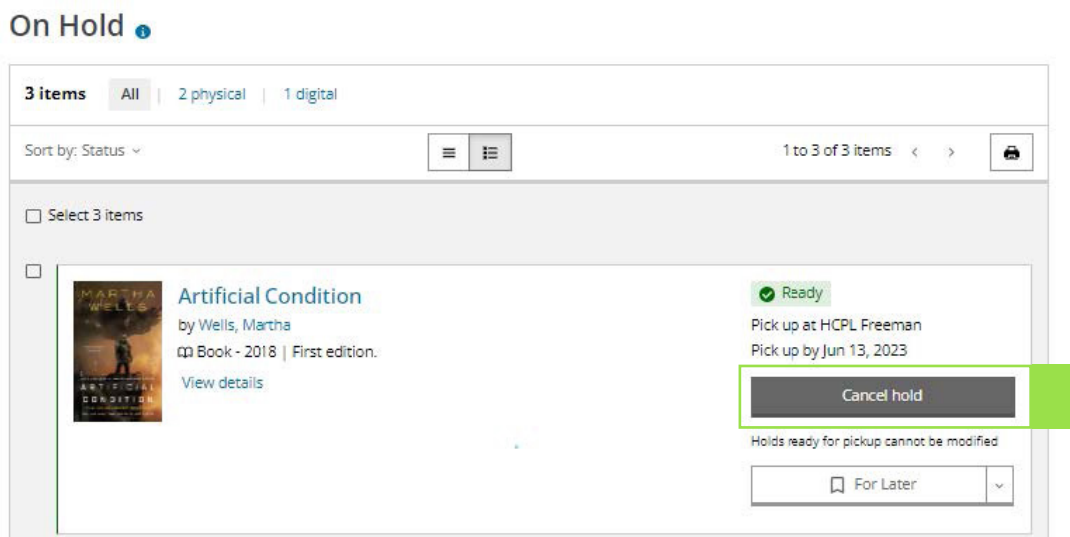 On Hold
3 items All | 2 physical | 1 digital
Sort by: Status
1 to 3 of 3 items < >
Select 3 items
MARTHA
WELLS
ARTIFICIAL
CONDITION
Artificial Condition
by Wells, Martha
Book - 2018 | First edition.
View details
Ready
Pick up at HCPL Freeman
Pick up by Jun 13, 2023
Cancel hold
Holds ready for pickup cannot be modified
For Later